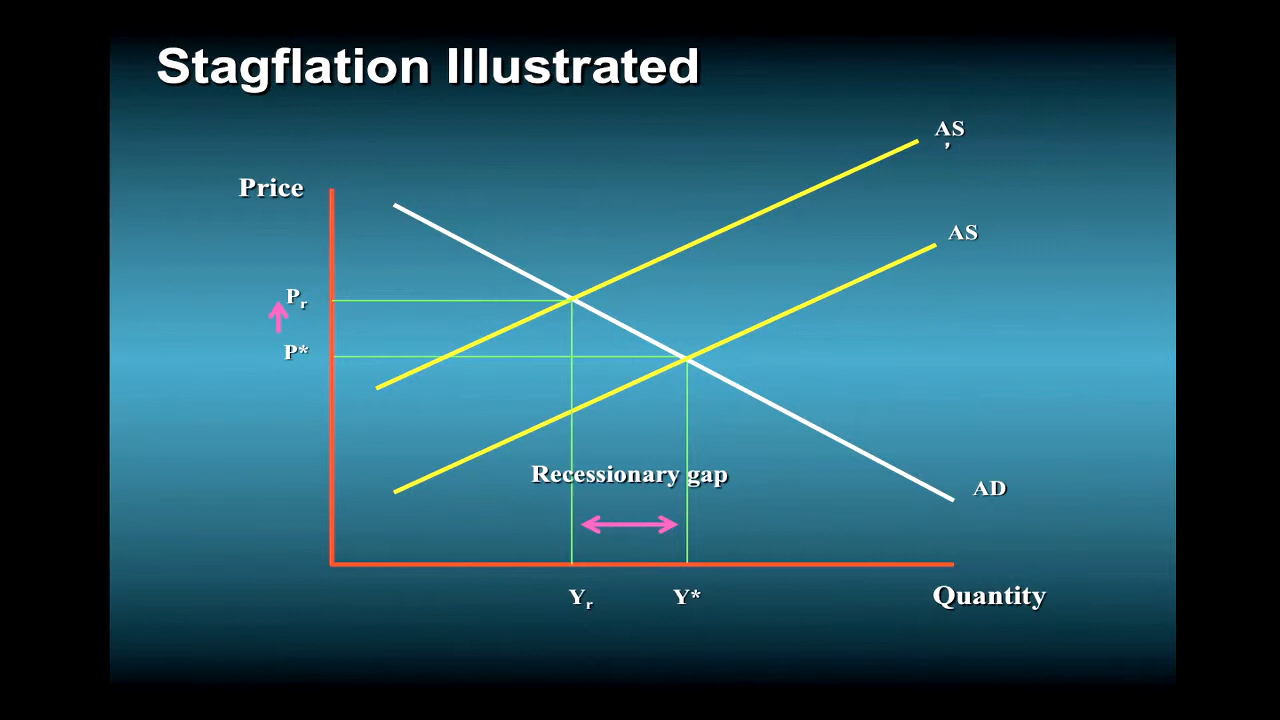 Stagflation Illustrated
AS
’
Price
AS
Pr
P*
Recessionary gap
AD
Yr
Y*
Quantity